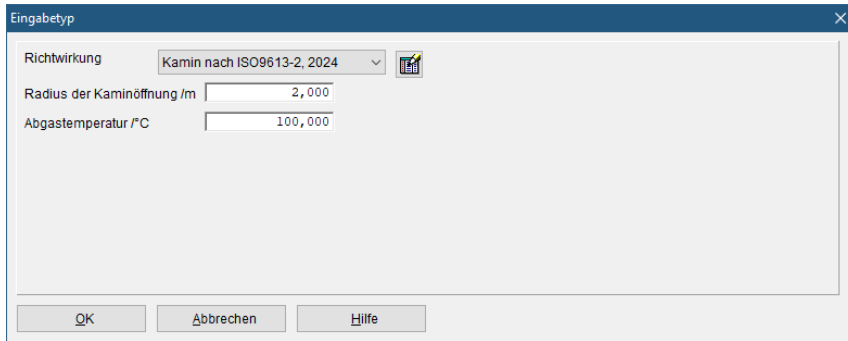 Eingabetyp
Richtwirkung Kamin nach ISO9613-2, 2024
Radius der Kaminöffnung /m 2,000
Abgastemperatur /°C 100,000
OK Abbrechen Hilfe